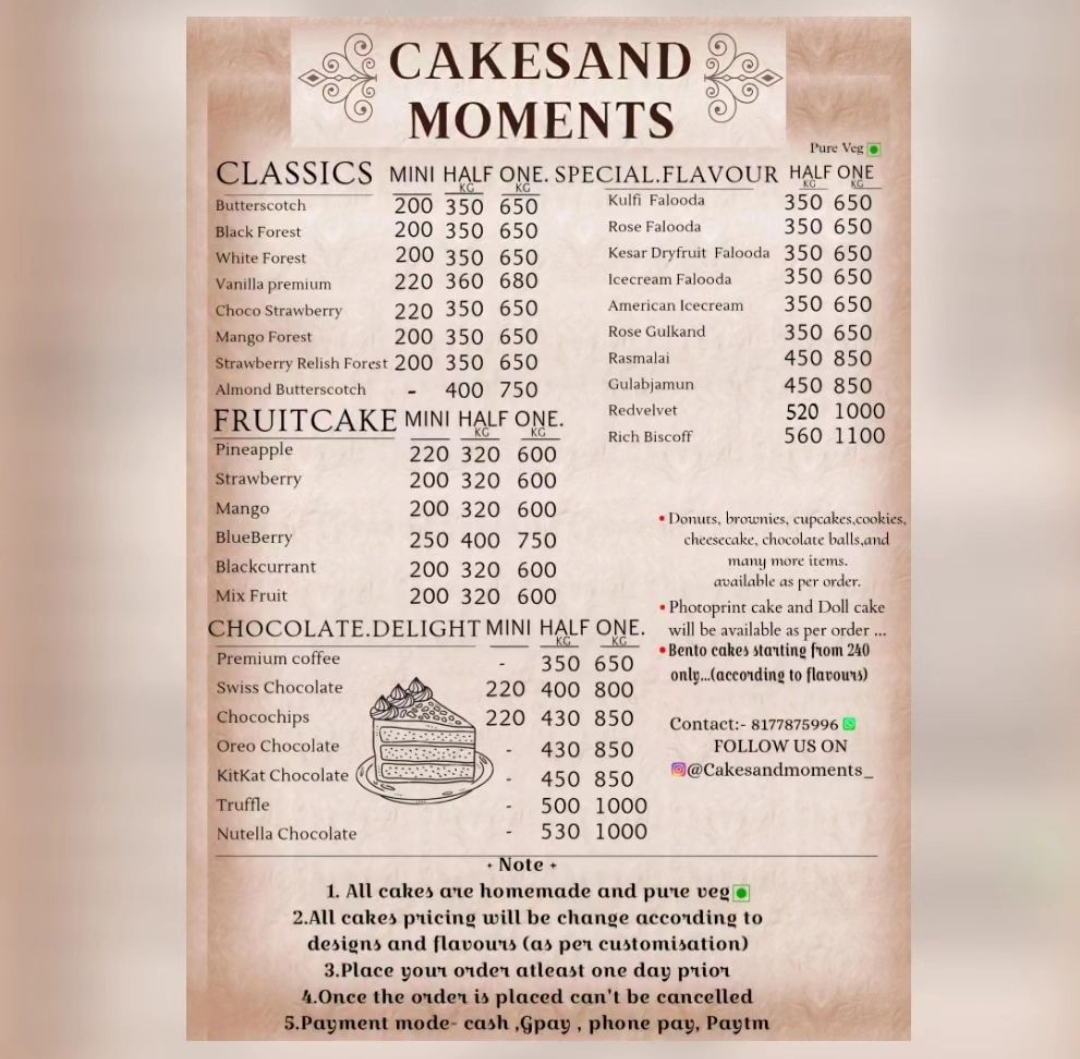 CAKESAND
MOMENTS
Pure Veg
CLASSICS MINI HALF KG ONE. KG
Butterscotch 200 350 650
Black Forest 200 350 650
White Forest 200 350 650
Vanilla premium 220 360 680
Choco Strawberry 220 350 650
Mango Forest 200 350 650
Strawberry Relish Forest 200 350 650
Almond Butterscotch - 400 750
FRUITCAKE MINI HALF KG ONE. KG
Pineapple 220 320 600
Strawberry 200 320 600
Mango 200 320 600
BlueBerry 250 400 750
Blackcurrant 200 320 600
Mix Fruit 200 320 600
CHOCOLATE.DELIGHT MINI HALF KG ONE. KG
Premium coffee - 350 650
Swiss Chocolate 220 400 800
Chocochips 220 430 850
Oreo Chocolate - 430 850
KitKat Chocolate - 450 850
Truffle - 500 1000
Nutella Chocolate - 530 1000
SPECIAL.FLAVOUR HALF KG ONE KG
Kulfi Falooda 350 650
Rose Falooda 350 650
Kesar Dryfruit Falooda 350 650
Icecream Falooda 350 650
American Icecream 350 650
Rose Gulkand 350 650
Rasmalai 450 850
Gulabjamun 450 850
Redvelvet 520 1000
Rich Biscoff 560 1100
• Donuts, brownies, cupcakes,cookies,
cheesecake, chocolate balls,and
many more items.
available as per order.
• Photoprint cake and Doll cake
will be available as per order ...
• Bento cakes starting from 240
only...(according to flavours)
Contact:- 8177875996
FOLLOW US ON
@Cakesandmoments_
• Note •
1. All cakes are homemade and pure veg
2.All cakes pricing will be change according to
designs and flavours (as per customisation)
3.Place your order atleast one day prior
4.Once the order is placed can't be cancelled
5.Payment mode- cash ,Gpay , phone pay, Paytm